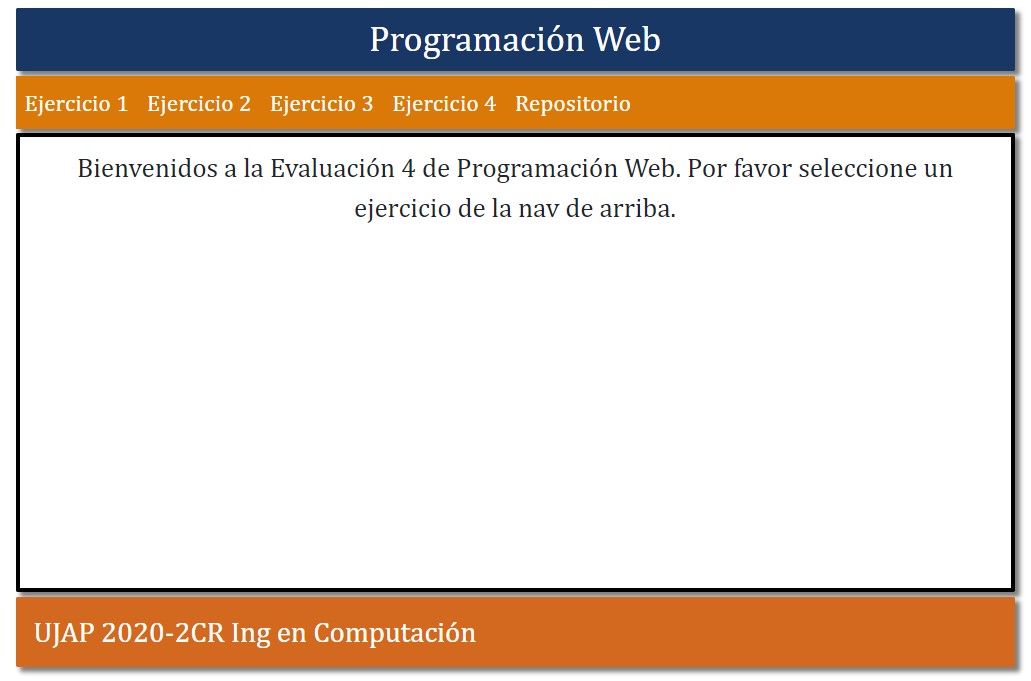 Programación Web
Ejercicio 1 Ejercicio 2 Ejercicio 3 Ejercicio 4 Repositorio
Bienvenidos a la Evaluación 4 de Programación Web. Por favor seleccione un
ejercicio de la nav de arriba.
UJAP 2020-2CR Ing en Computación